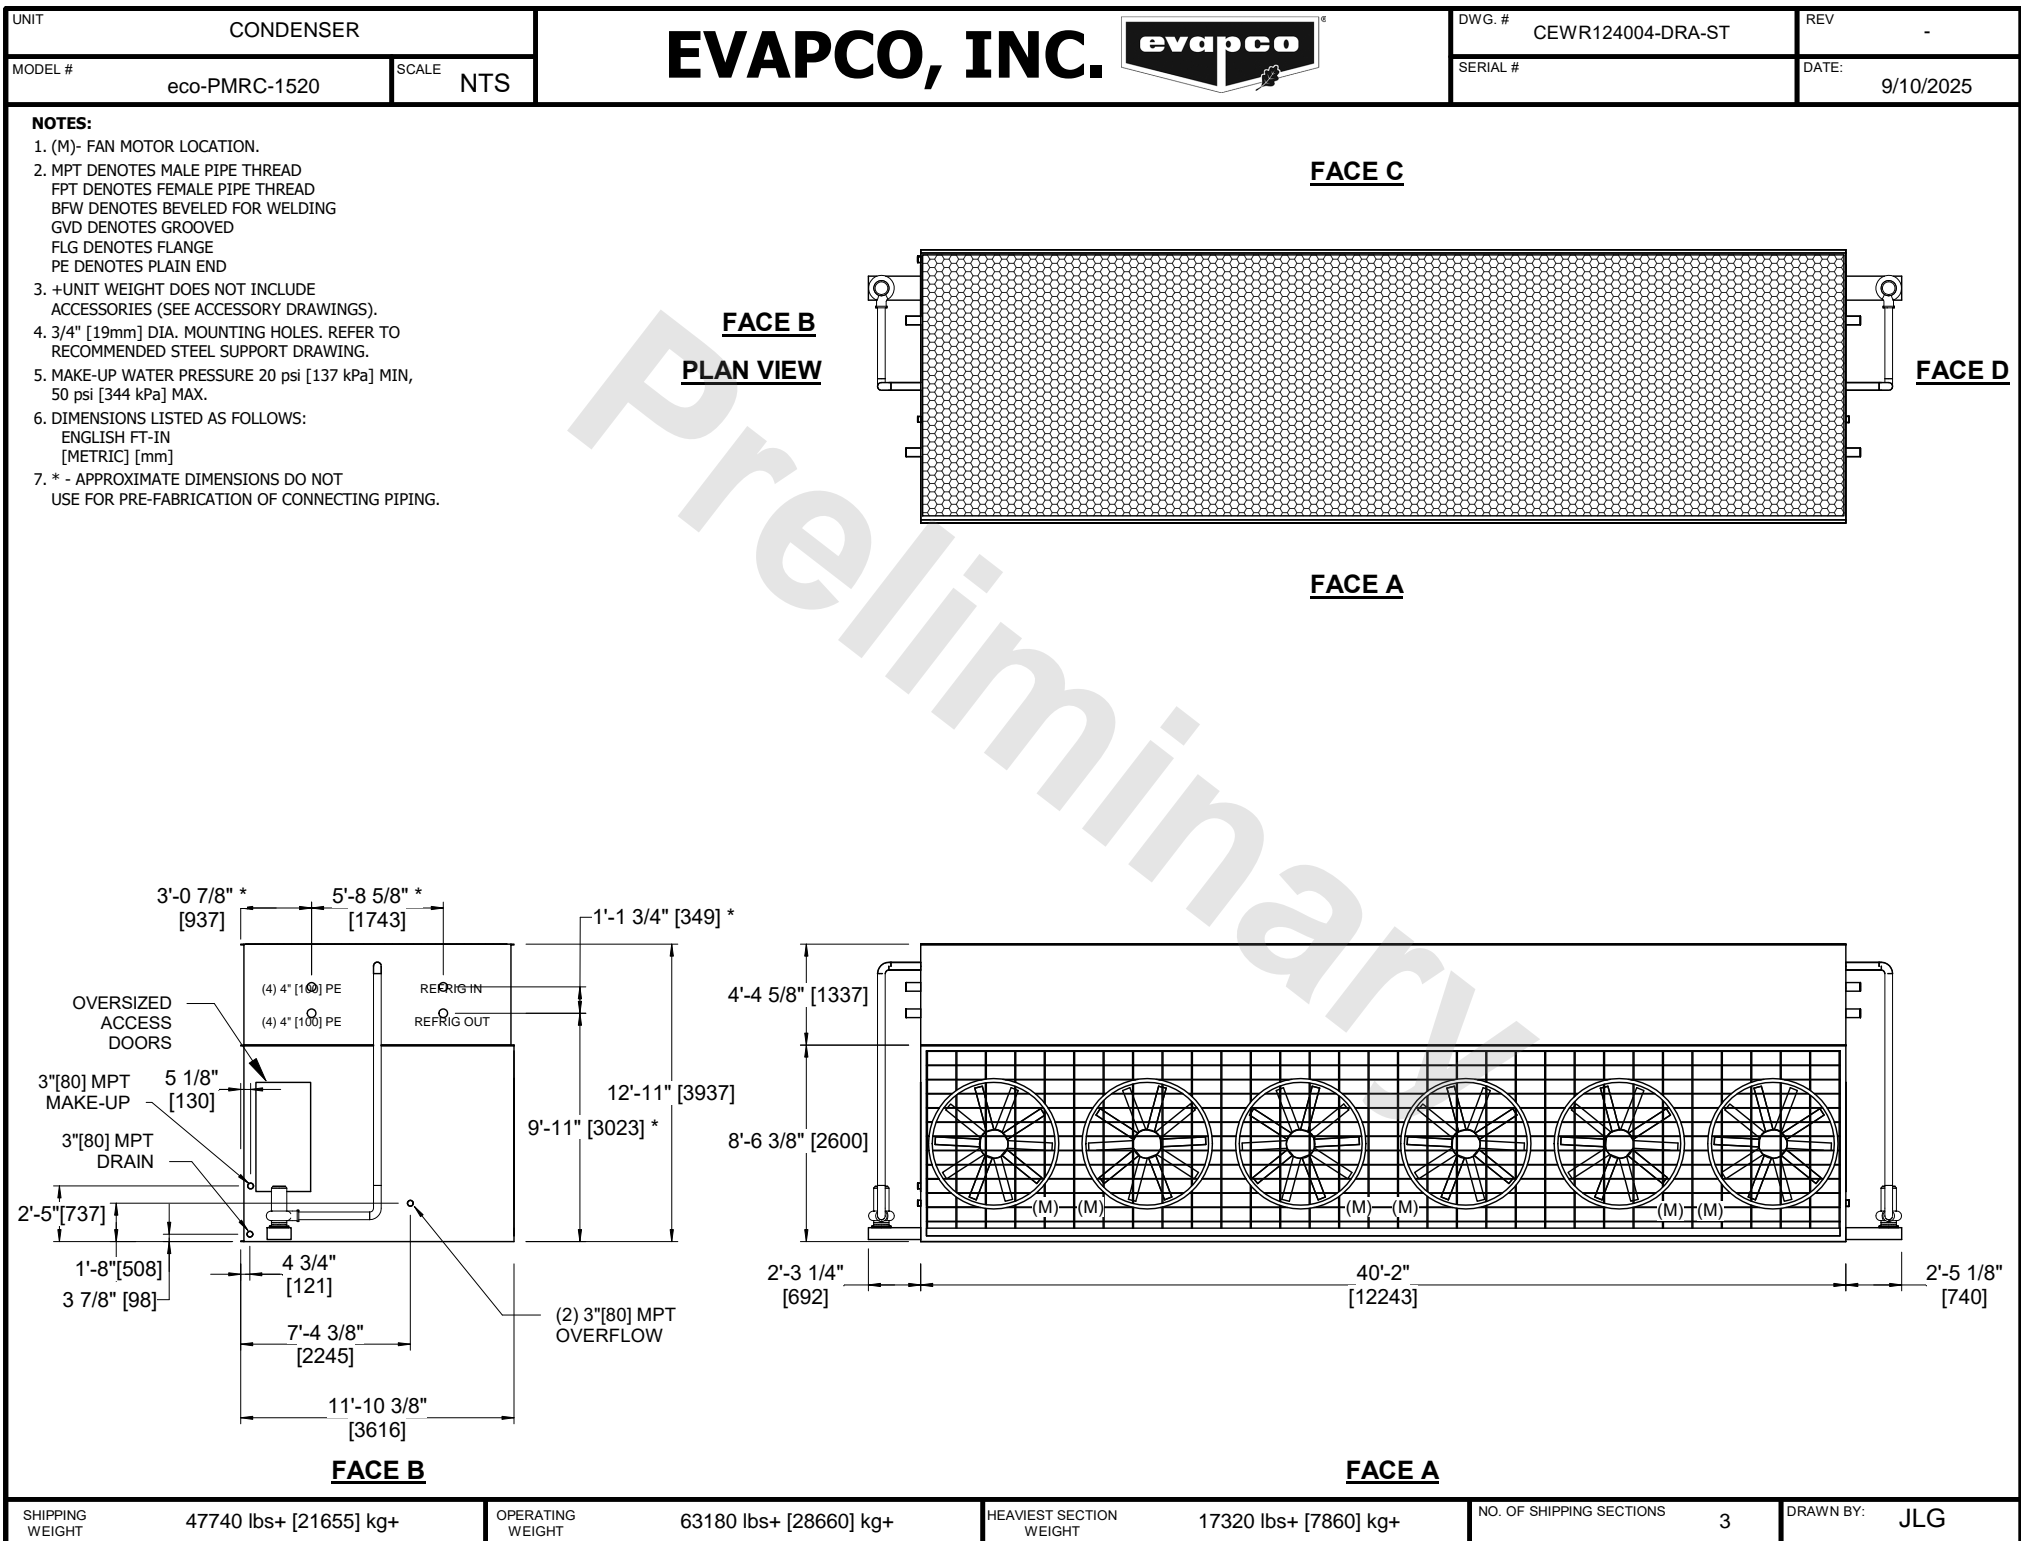 UNIT
CONDENSER
MODEL #
eco-PMRC-1520
SCALE
NTS
EVAPCO, INC.
evapco
®
DWG. #
CEWR124004-DRA-ST
REV
-
SERIAL #
DATE:
9/10/2025
NOTES:
1. (M)- FAN MOTOR LOCATION.
2. MPT DENOTES MALE PIPE THREAD
FPT DENOTES FEMALE PIPE THREAD
BFW DENOTES BEVELED FOR WELDING
GVD DENOTES GROOVED
FLG DENOTES FLANGE
PE DENOTES PLAIN END
3. +UNIT WEIGHT DOES NOT INCLUDE
ACCESSORIES (SEE ACCESSORY DRAWINGS).
4. 3/4" [19mm] DIA. MOUNTING HOLES. REFER TO
RECOMMENDED STEEL SUPPORT DRAWING.
5. MAKE-UP WATER PRESSURE 20 psi [137 kPa] MIN,
50 psi [344 kPa] MAX.
6. DIMENSIONS LISTED AS FOLLOWS:
ENGLISH FT-IN
[METRIC] [mm]
7. * - APPROXIMATE DIMENSIONS DO NOT
USE FOR PRE-FABRICATION OF CONNECTING PIPING.
FACE C
FACE B
PLAN VIEW
FACE D
FACE A
Preliminary
3'-0 7/8" *
[937]
5'-8 5/8" *
[1743]
1'-1 3/4" [349] *
(4) 4" [100] PE
REFRIG IN
(4) 4" [100] PE
REFRIG OUT
OVERSIZED
ACCESS
DOORS
3"[80] MPT
MAKE-UP
5 1/8"
[130]
3"[80] MPT
DRAIN
12'-11" [3937]
9'-11" [3023] *
2'-5"[737]
1'-8"[508]
3 7/8" [98]
4 3/4"
[121]
(2) 3"[80] MPT
OVERFLOW
7'-4 3/8"
[2245]
11'-10 3/8"
[3616]
FACE B
4'-4 5/8" [1337]
8'-6 3/8" [2600]
(M) (M) (M) (M) (M) (M)
2'-3 1/4"
[692]
40'-2"
[12243]
2'-5 1/8"
[740]
FACE A
SHIPPING
WEIGHT
47740 lbs+ [21655] kg+
OPERATING
WEIGHT
63180 lbs+ [28660] kg+
HEAVIEST SECTION
WEIGHT
17320 lbs+ [7860] kg+
NO. OF SHIPPING SECTIONS
3
DRAWN BY:
JLG